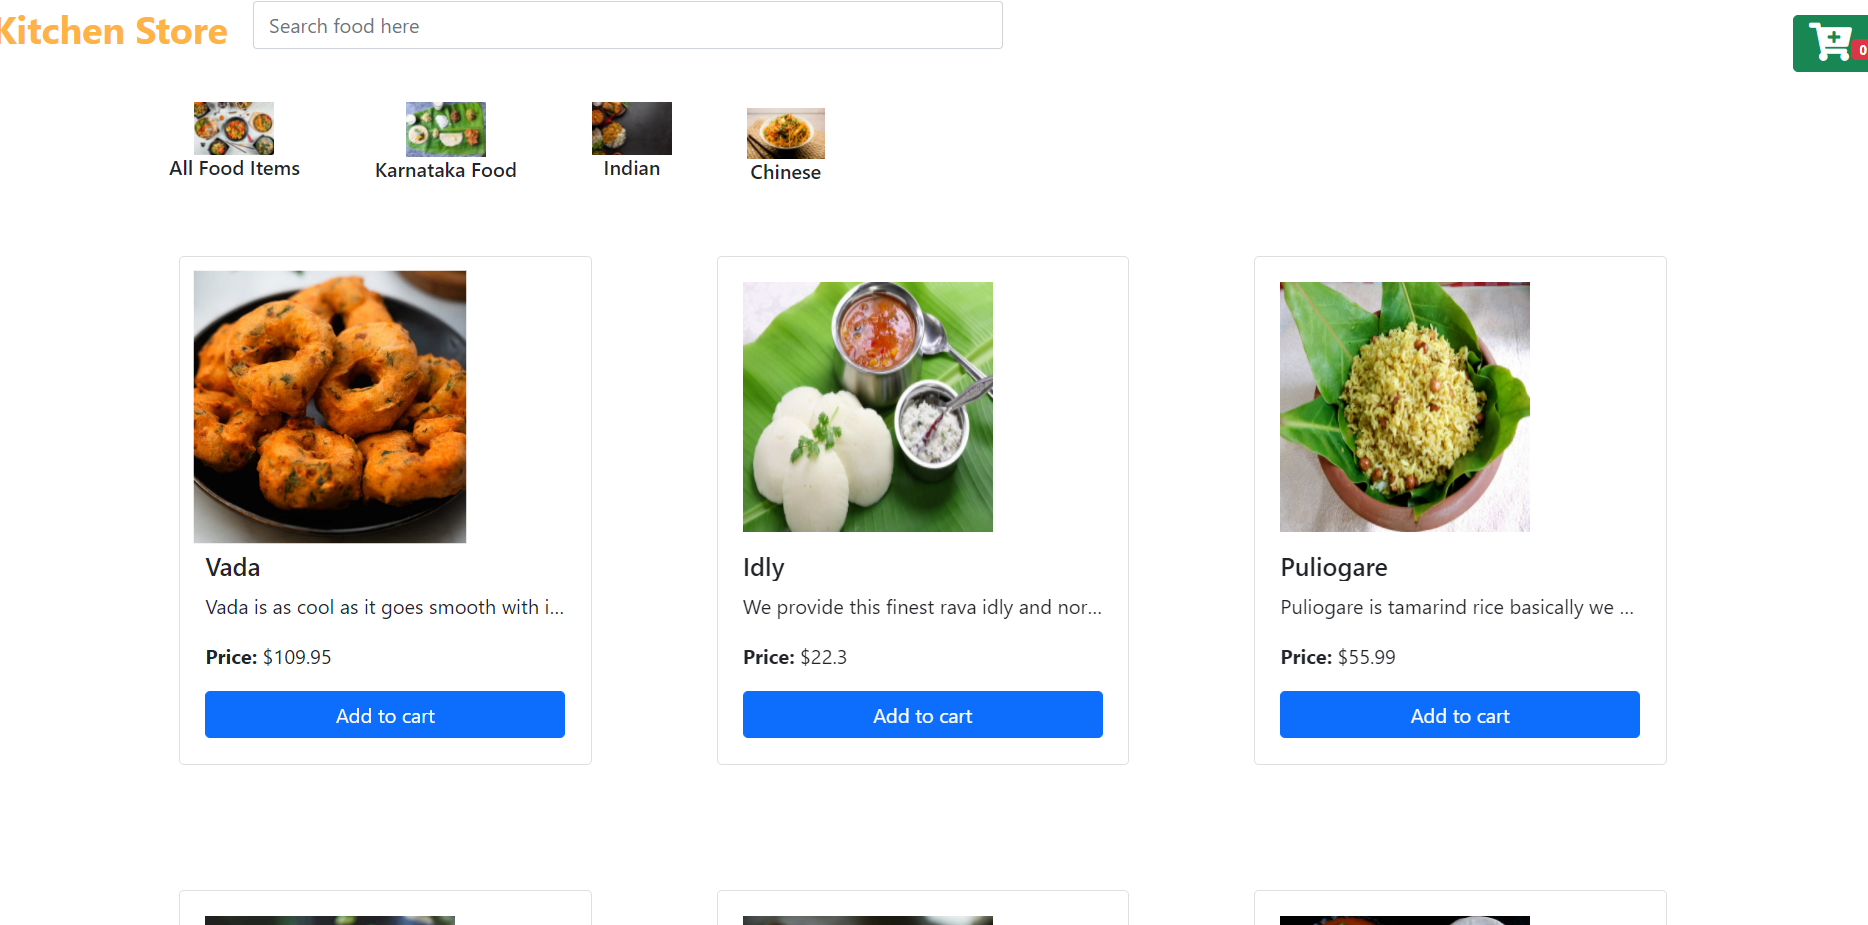 Kitchen Store
Search food here
0
All Food Items
Karnataka Food
Indian
Chinese
Vada
Vada is as cool as it goes smooth with i...
Price: $109.95
Add to cart
Idly
We provide this finest rava idly and nor...
Price: $22.3
Add to cart
Puliogare
Puliogare is tamarind rice basically we ...
Price: $55.99
Add to cart